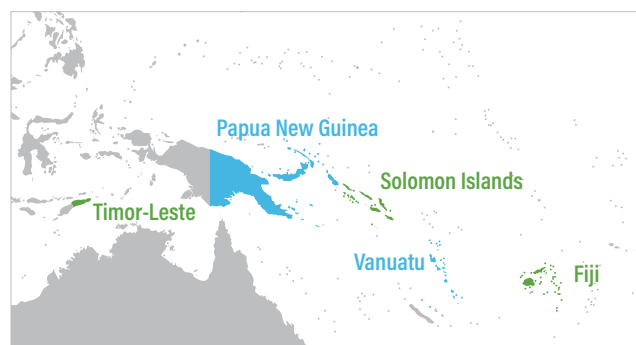 Papua New Guinea
Solomon Islands
Timor-Leste
Vanuatu
Fiji